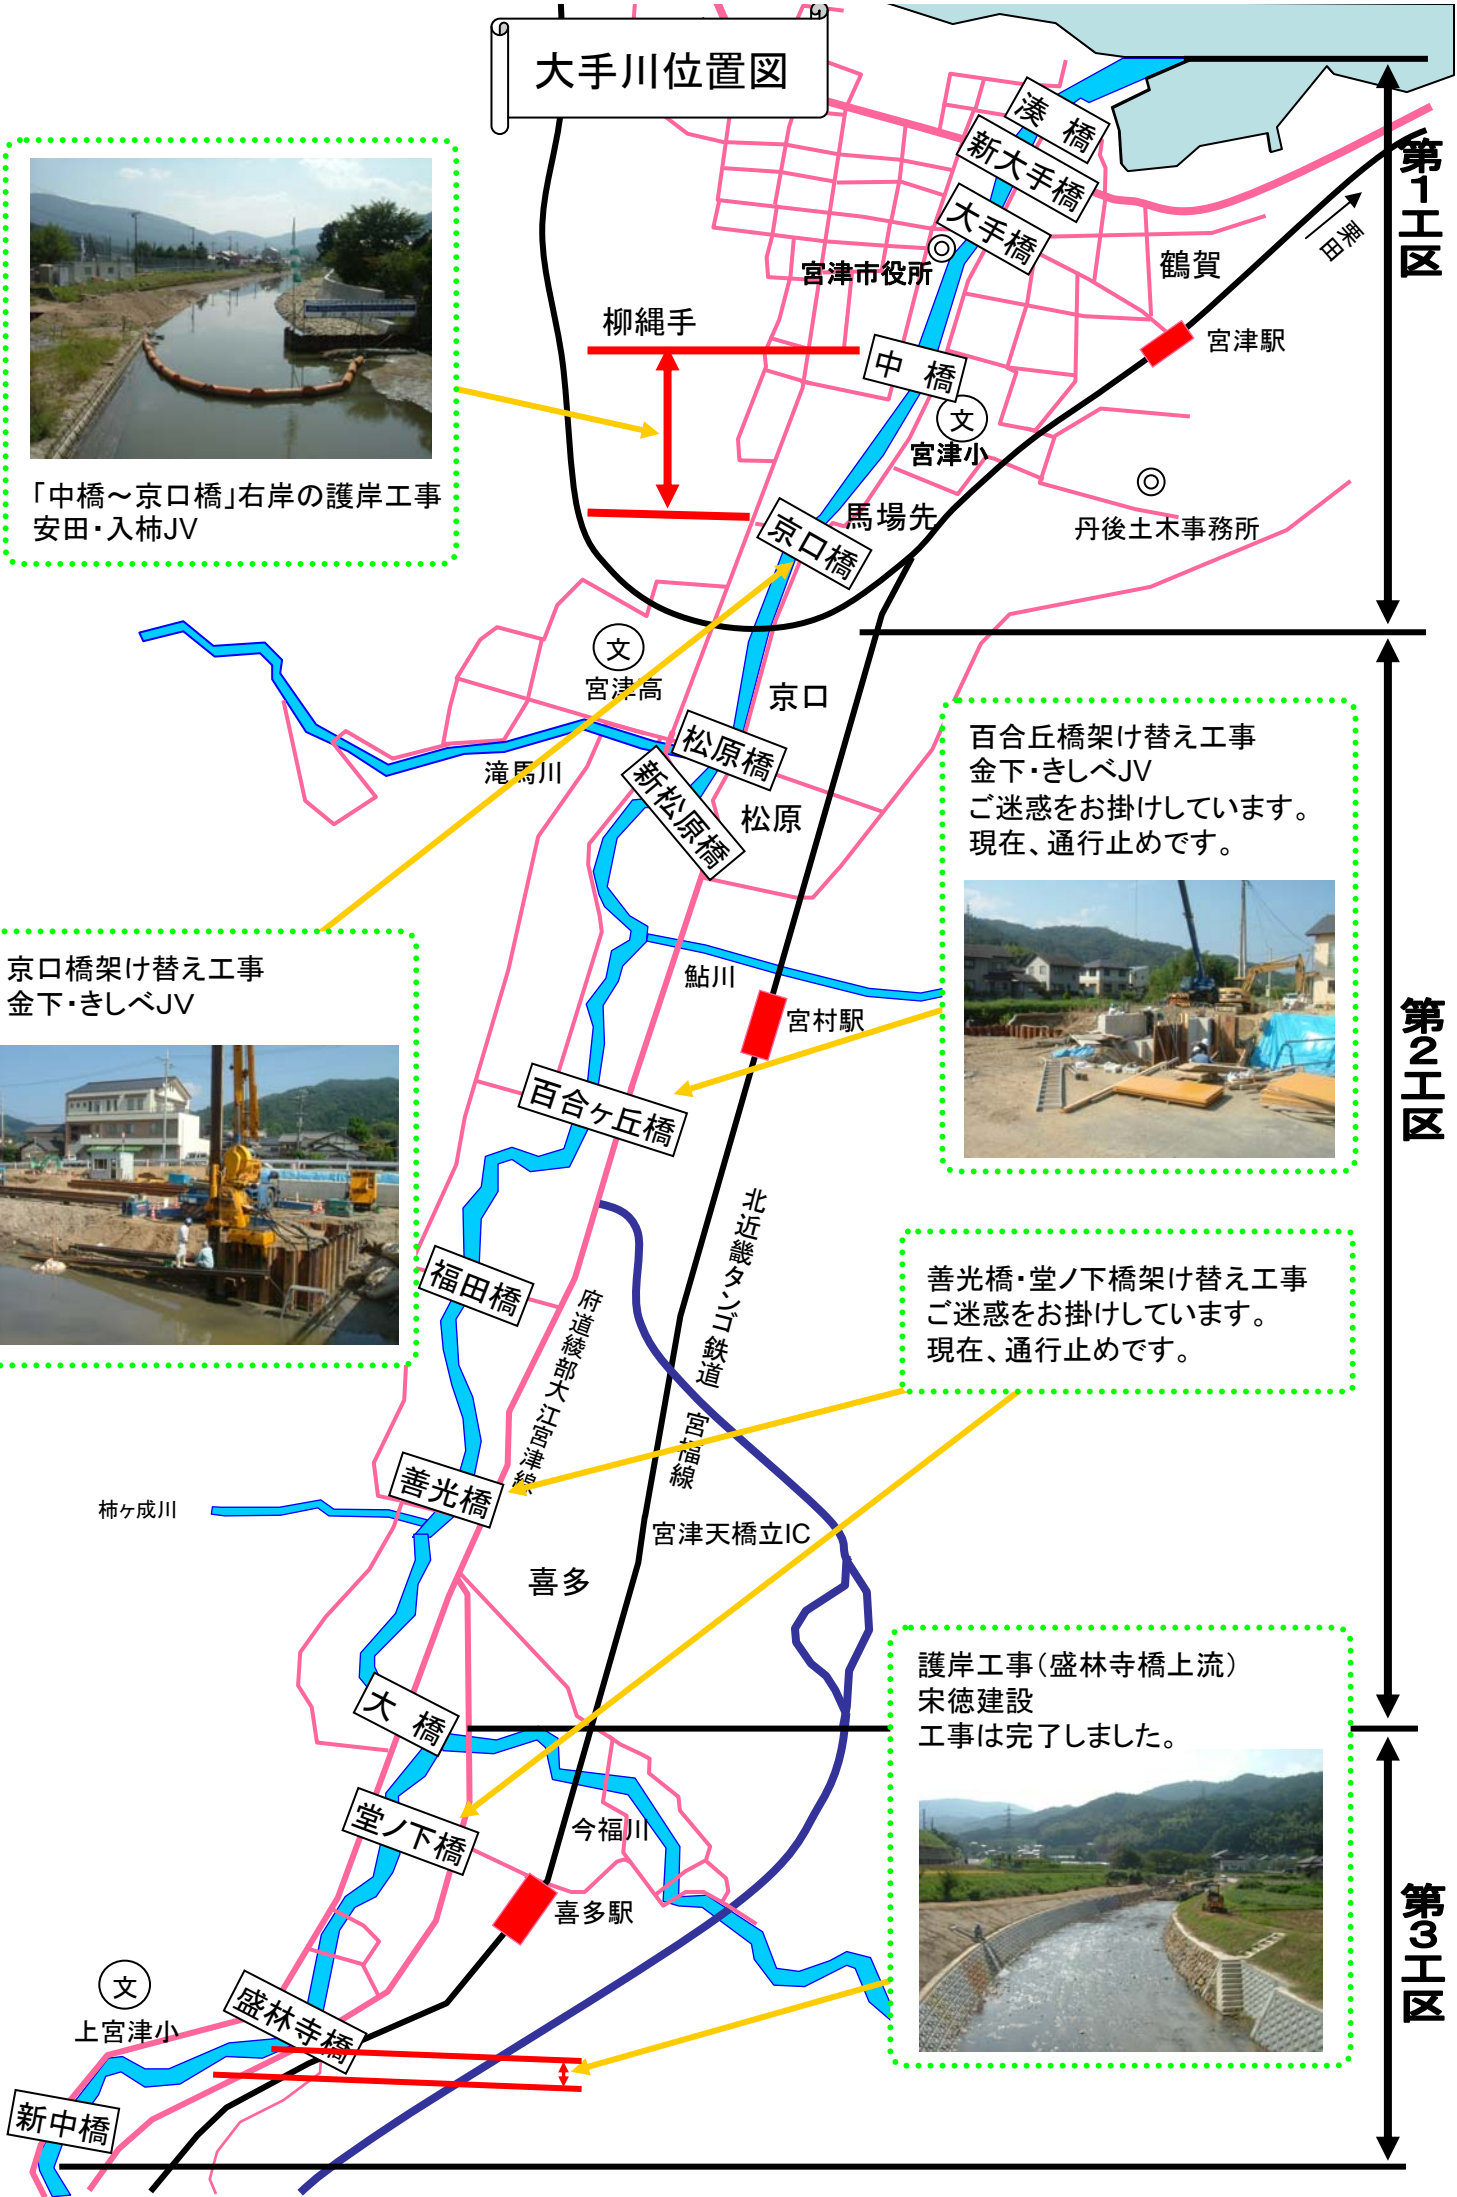 大手川位置図
湊橋
新大手橋
大手橋
第1工区
栗田
鶴賀
宮津市役所
宮津駅
柳縄手
中橋
文
宮津小
「中橋～京口橋」右岸の護岸工事
安田・入柿JV
馬場先
丹後土木事務所
京口橋
文
宮津高
京口
松原橋
滝馬川
新松原橋
松原
百合丘橋架け替え工事
金下・きしべJV
ご迷惑をお掛けしています。
現在、通行止めです。
京口橋架け替え工事
金下・きしべJV
鮎川
宮村駅
第2工区
百合ヶ丘橋
北近畿タンゴ鉄道 宮福線
福田橋
府道綾部大江宮津線
善光橋・堂ノ下橋架け替え工事
ご迷惑をお掛けしています。
現在、通行止めです。
善光橋
柿ヶ成川
宮津天橋立IC
喜多
護岸工事（盛林寺橋上流）
宋徳建設
工事は完了しました。
大橋
堂ノ下橋
今福川
喜多駅
第3工区
文
上宮津小
盛林寺橋
新中橋